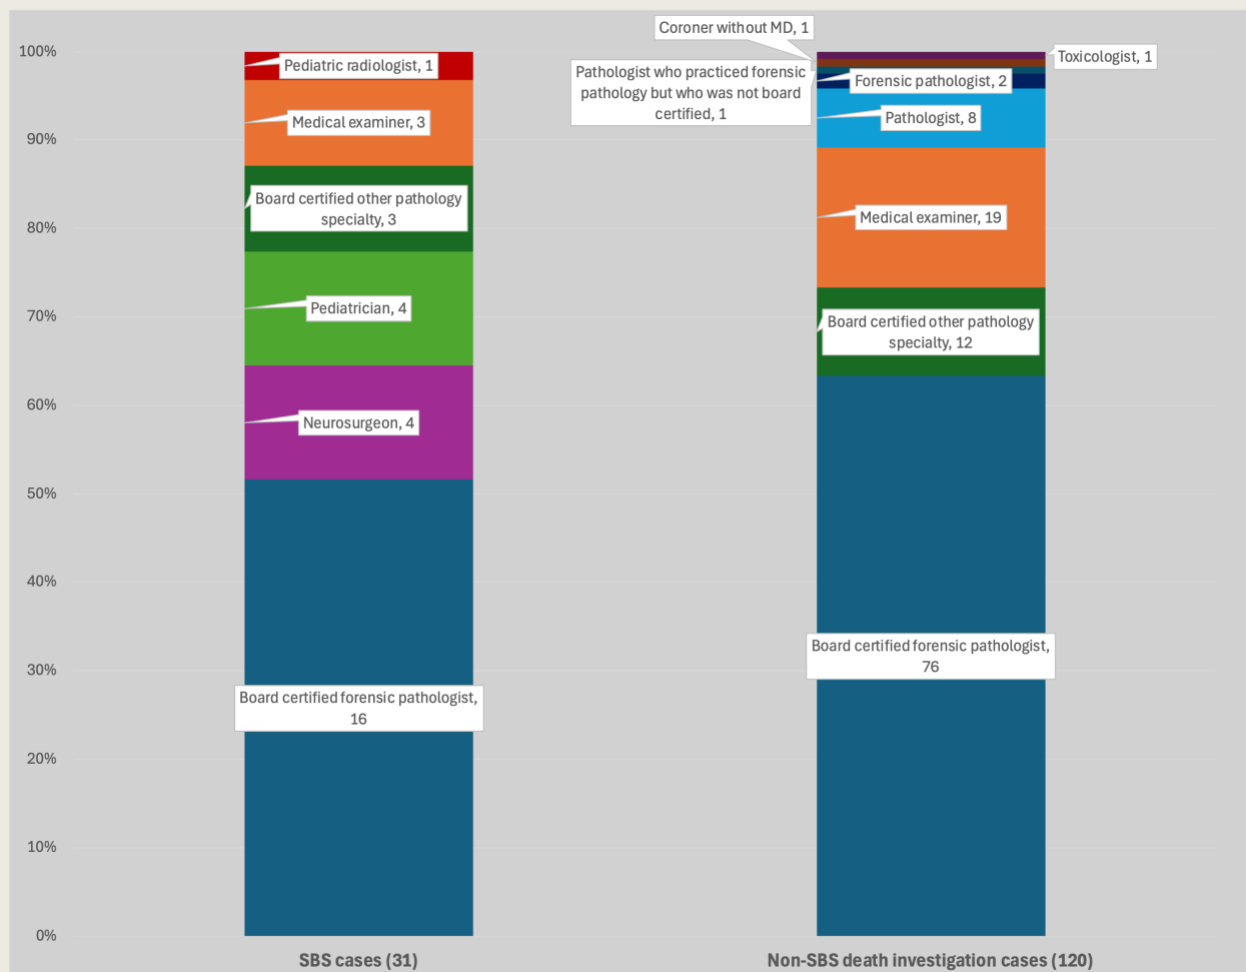 100%
90%
80%
70%
60%
50%
40%
30%
20%
10%
0%
Pediatric radiologist, 1
Medical examiner, 3
Board certified other pathology
specialty, 3
Pediatrician, 4
Neurosurgeon, 4
Board certified forensic pathologist,
16
SBS cases (31)
Coroner without MD, 1
Toxicologist, 1
Pathologist who practiced forensic
pathology but who was not board
certified, 1
Forensic pathologist, 2
Pathologist, 8
Medical examiner, 19
Board certified other pathology
specialty, 12
Board certified forensic pathologist,
76
Non-SBS death investigation cases (120)